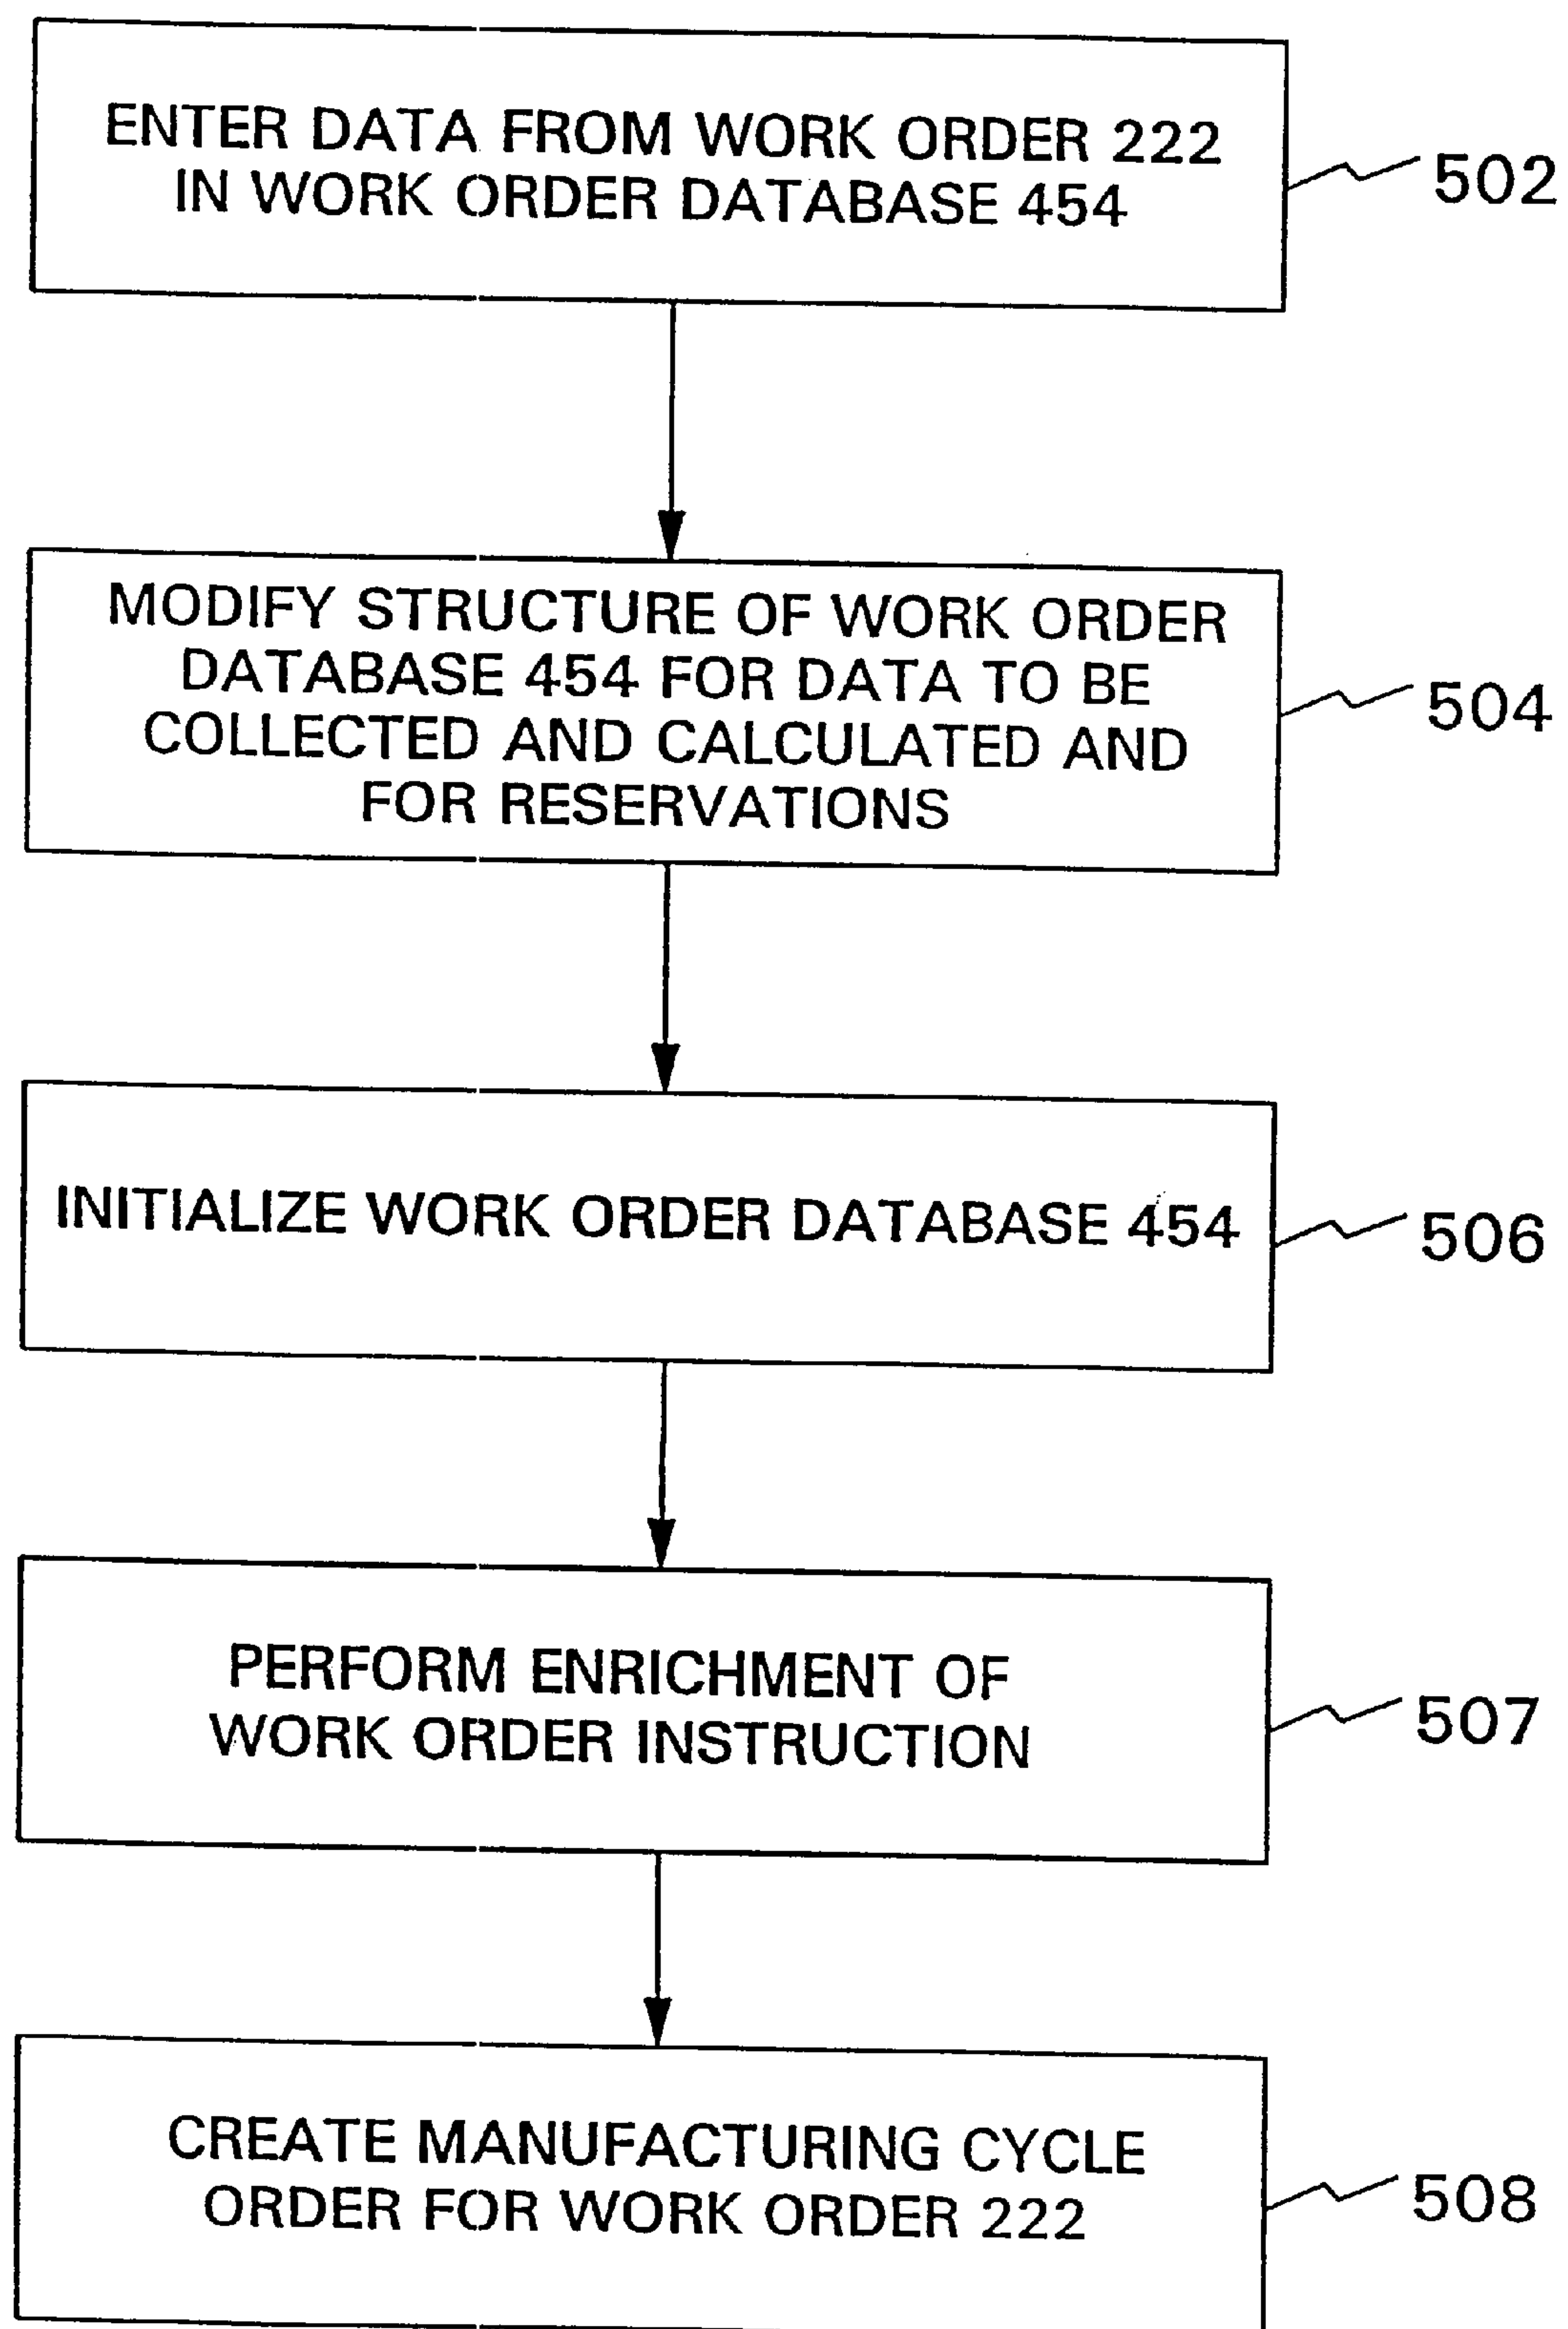 ENTER DATA FROM WORK ORDER 222
IN WORK ORDER DATABASE 454
502
MODIFY STRUCTURE OF WORK ORDER
DATABASE 454 FOR DATA TO BE
COLLECTED AND CALCULATED AND
FOR RESERVATIONS
504
INITIALIZE WORK ORDER DATABASE 454
506
PERFORM ENRICHMENT OF
WORK ORDER INSTRUCTION
507
CREATE MANUFACTURING CYCLE
ORDER FOR WORK ORDER 222
508